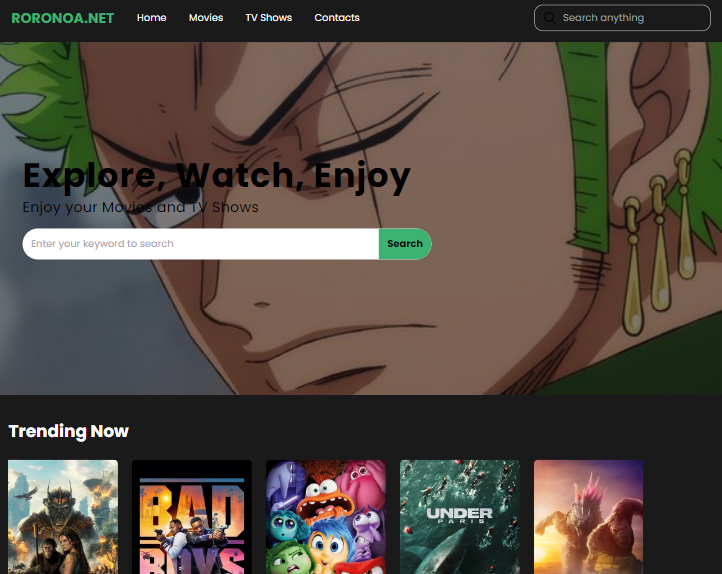 RORONOA.NET Home Movies TV Shows Contacts Search anything
Explore, Watch, Enjoy
Enjoy your Movies and TV Shows
Enter your keyword to search Search
Trending Now
BAD
BOYS
UNDER
PARIS